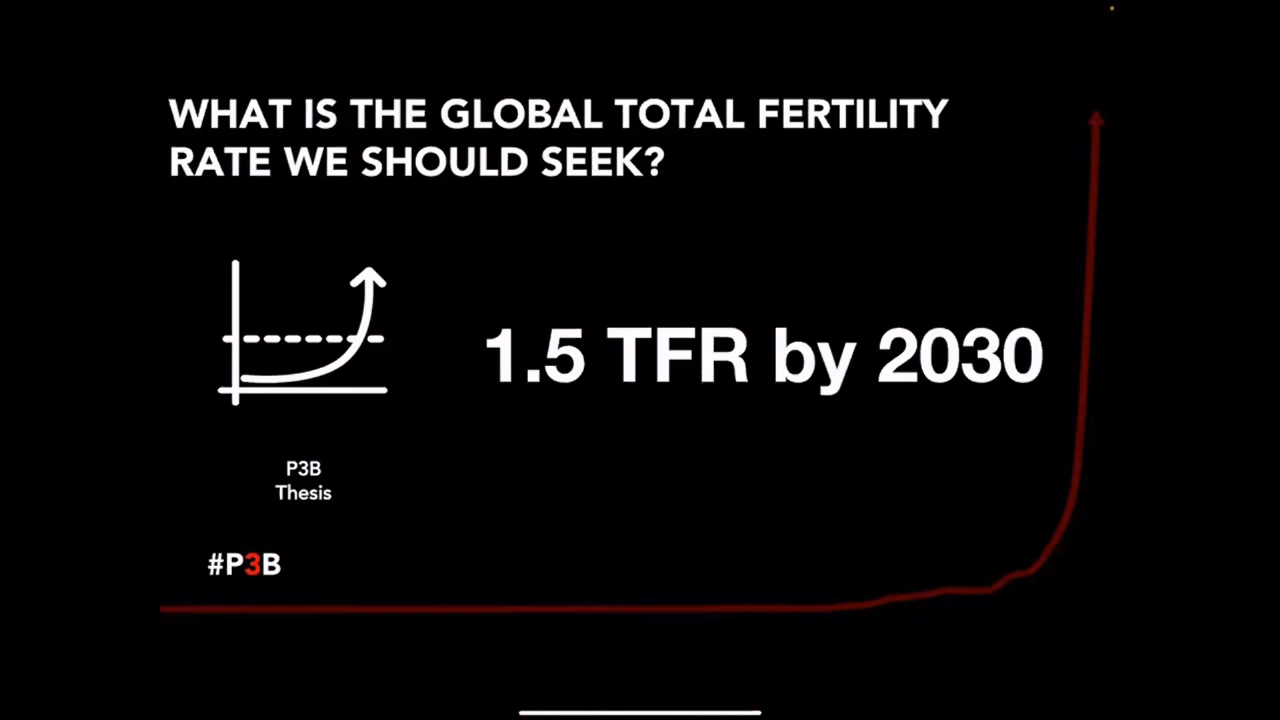 WHAT IS THE GLOBAL TOTAL FERTILITY
RATE WE SHOULD SEEK?
1.5 TFR by 2030
P3B
Thesis
#P3B